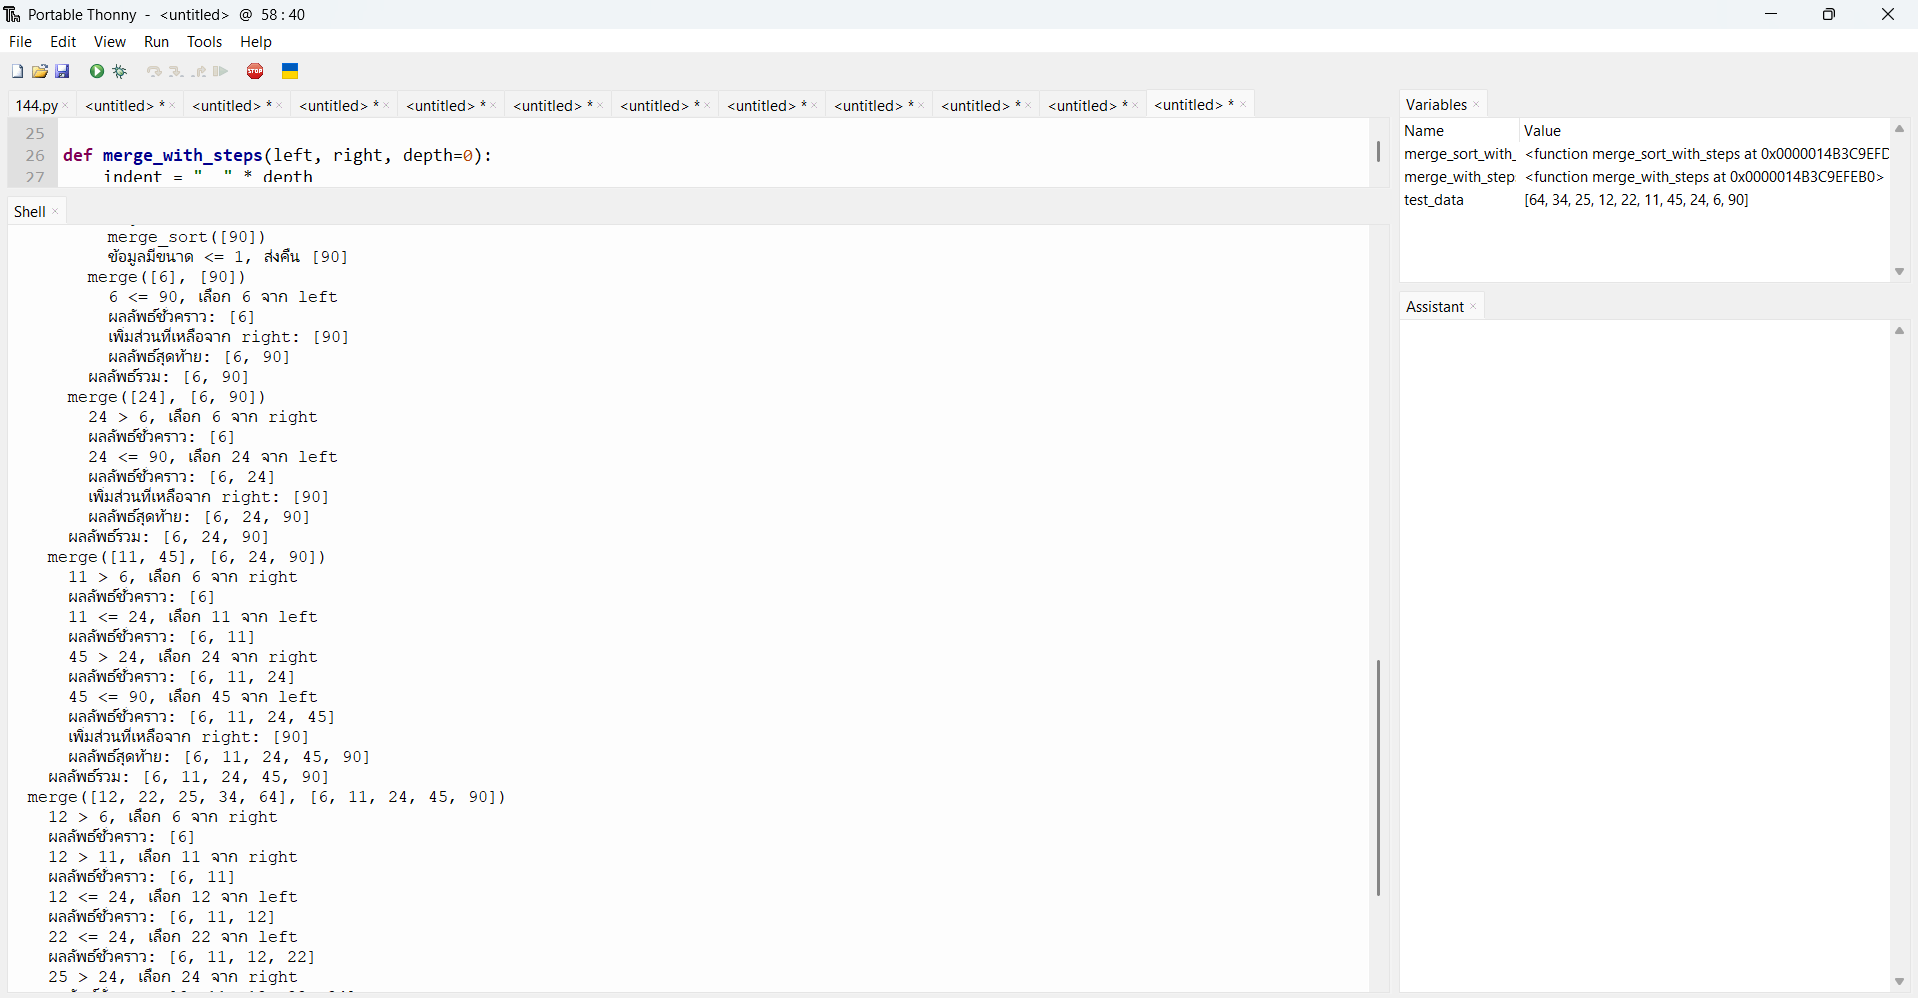 Portable Thonny - <untitled> @ 58:40
File Edit View Run Tools Help
STOP
144.py × <untitled> * × <untitled> * × <untitled> * × <untitled> * × <untitled> * × <untitled> * × <untitled> * × <untitled> * × <untitled> * × <untitled> * × <untitled> * ×
25
26 def merge_with_steps(left, right, depth=0):
27 indent = "  " * depth
Shell ×
merge_sort([90])
ข้อมูลมีขนาด <= 1, ส่งคืน [90]
merge([6], [90])
6 <= 90, เลือก 6 จาก left
ผลลัพธ์ชั่วคราว: [6]
เพิ่มส่วนที่เหลือจาก right: [90]
ผลลัพธ์สุดท้าย: [6, 90]
ผลลัพธ์รวม: [6, 90]
merge([24], [6, 90])
24 > 6, เลือก 6 จาก right
ผลลัพธ์ชั่วคราว: [6]
24 <= 90, เลือก 24 จาก left
ผลลัพธ์ชั่วคราว: [6, 24]
เพิ่มส่วนที่เหลือจาก right: [90]
ผลลัพธ์สุดท้าย: [6, 24, 90]
ผลลัพธ์รวม: [6, 24, 90]
merge([11, 45], [6, 24, 90])
11 > 6, เลือก 6 จาก right
ผลลัพธ์ชั่วคราว: [6]
11 <= 24, เลือก 11 จาก left
ผลลัพธ์ชั่วคราว: [6, 11]
45 > 24, เลือก 24 จาก right
ผลลัพธ์ชั่วคราว: [6, 11, 24]
45 <= 90, เลือก 45 จาก left
ผลลัพธ์ชั่วคราว: [6, 11, 24, 45]
เพิ่มส่วนที่เหลือจาก right: [90]
ผลลัพธ์สุดท้าย: [6, 11, 24, 45, 90]
ผลลัพธ์รวม: [6, 11, 24, 45, 90]
merge([12, 22, 25, 34, 64], [6, 11, 24, 45, 90])
12 > 6, เลือก 6 จาก right
ผลลัพธ์ชั่วคราว: [6]
12 > 11, เลือก 11 จาก right
ผลลัพธ์ชั่วคราว: [6, 11]
12 <= 24, เลือก 12 จาก left
ผลลัพธ์ชั่วคราว: [6, 11, 12]
22 <= 24, เลือก 22 จาก left
ผลลัพธ์ชั่วคราว: [6, 11, 12, 22]
25 > 24, เลือก 24 จาก right
Variables ×
Name Value
merge_sort_with_ <function merge_sort_with_steps at 0x0000014B3C9EFD
merge_with_step <function merge_with_steps at 0x0000014B3C9EFEB0>
test_data [64, 34, 25, 12, 22, 11, 45, 24, 6, 90]
Assistant ×